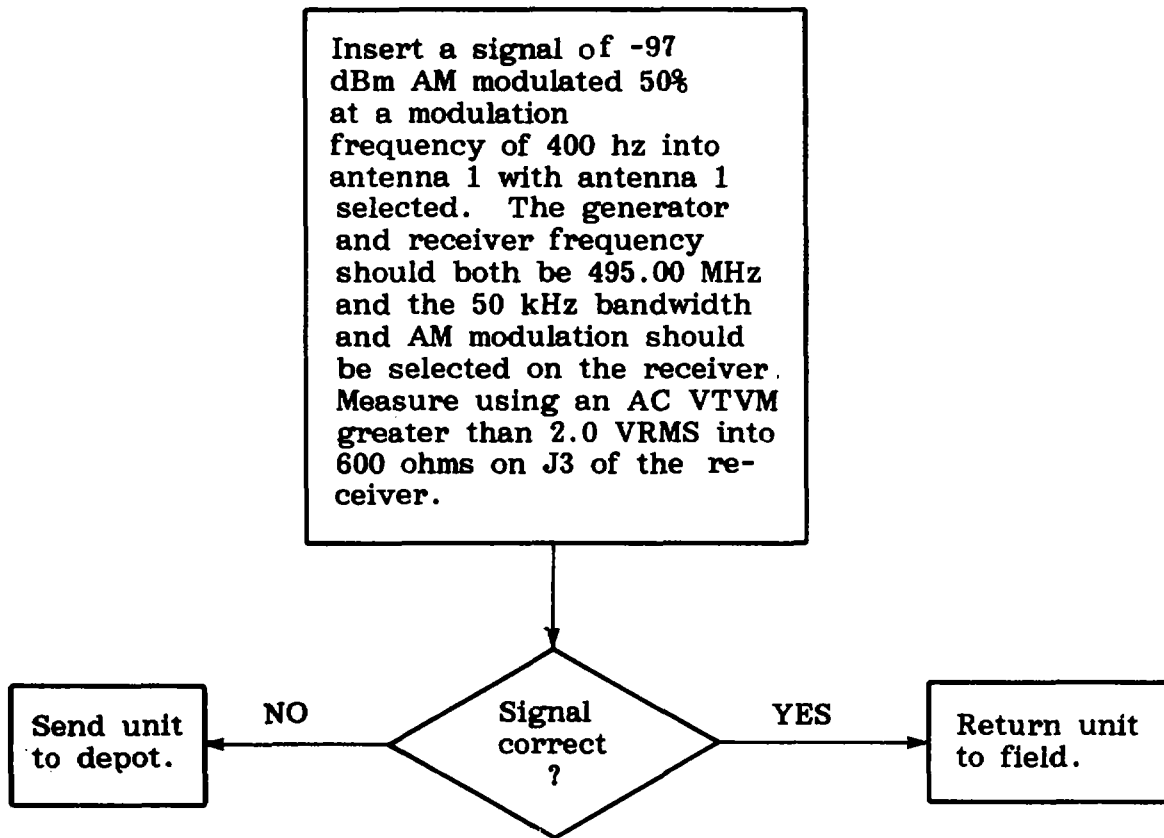 Insert a signal of -97
dBm AM modulated 50%
at a modulation
frequency of 400 hz into
antenna 1 with antenna 1
selected. The generator
and receiver frequency
should both be 495.00 MHz
and the 50 kHz bandwidth
and AM modulation should
be selected on the receiver.
Measure using an AC VTVM
greater than 2.0 VRMS into
600 ohms on J3 of the re-
ceiver.
Signal
correct
?
NO
Send unit
to depot.
YES
Return unit
to field.